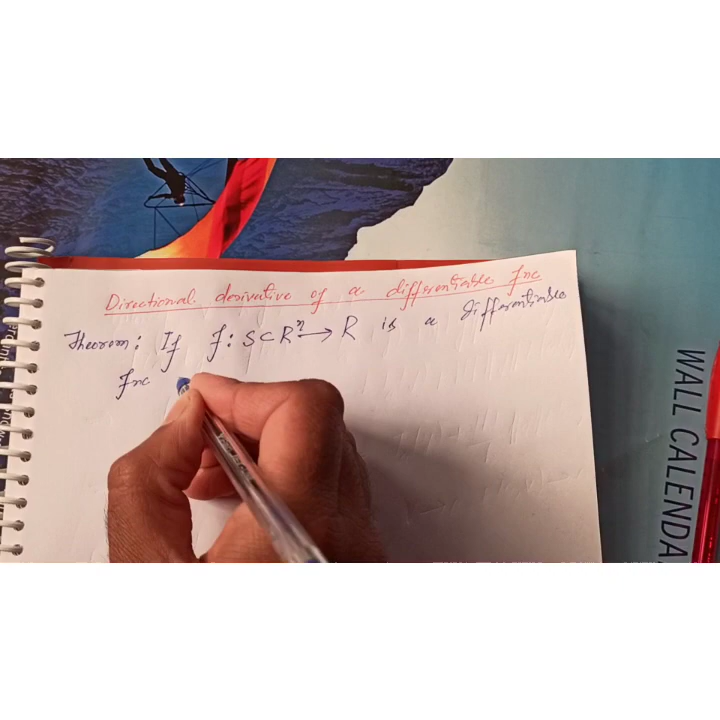 Directional derivative of a differentiable Fnc
Theorem: If f: S⊂Rⁿ→R is a differentiable
Fnc
WALL CALENDA